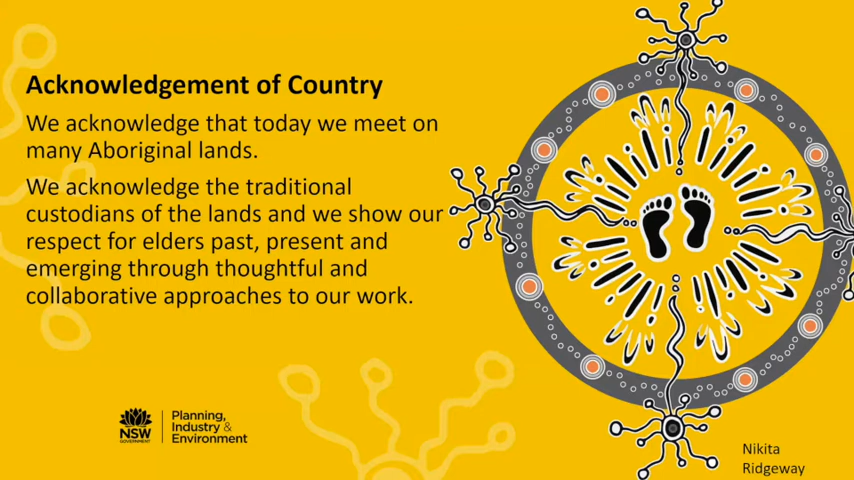 Acknowledgement of Country
We acknowledge that today we meet on
many Aboriginal lands.
We acknowledge the traditional
custodians of the lands and we show our
respect for elders past, present and
emerging through thoughtful and
collaborative approaches to our work.
NSW
GOVERNMENT
Planning,
Industry &
Environment
Nikita
Ridgeway